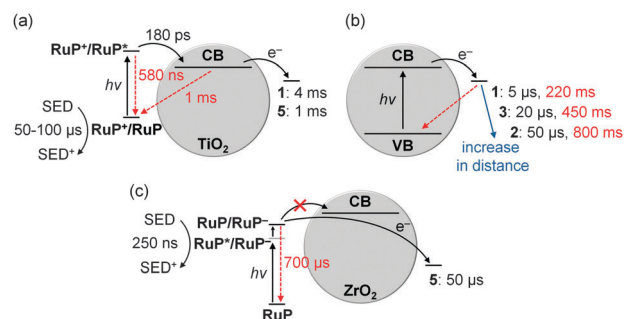 (a)
180 ps
RuP⁺/RuP*
CB
e⁻
580 ns
hν
1 ms
1: 4 ms
5: 1 ms
SED
50-100 µs
SED⁺
RuP⁺/RuP
TiO₂
(b)
CB
e⁻
hν
1: 5 µs, 220 ms
3: 20 µs, 450 ms
2: 50 µs, 800 ms
VB
increase
in distance
(c)
CB
SED
250 ns
SED⁺
RuP/RuP⁻
RuP*/RuP⁻
e⁻
hν
700 µs
5: 50 µs
RuP
ZrO₂